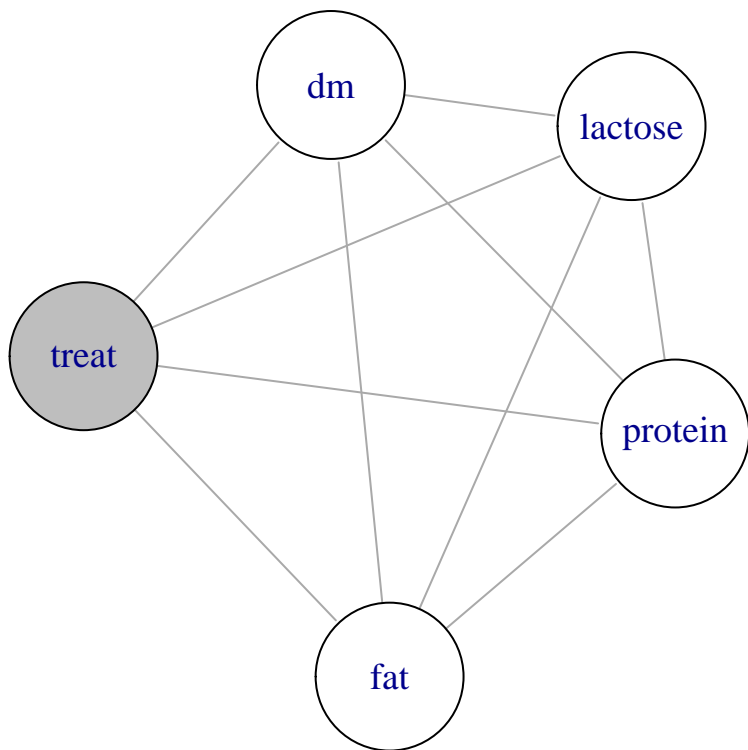 dm
lactose
treat
protein
fat